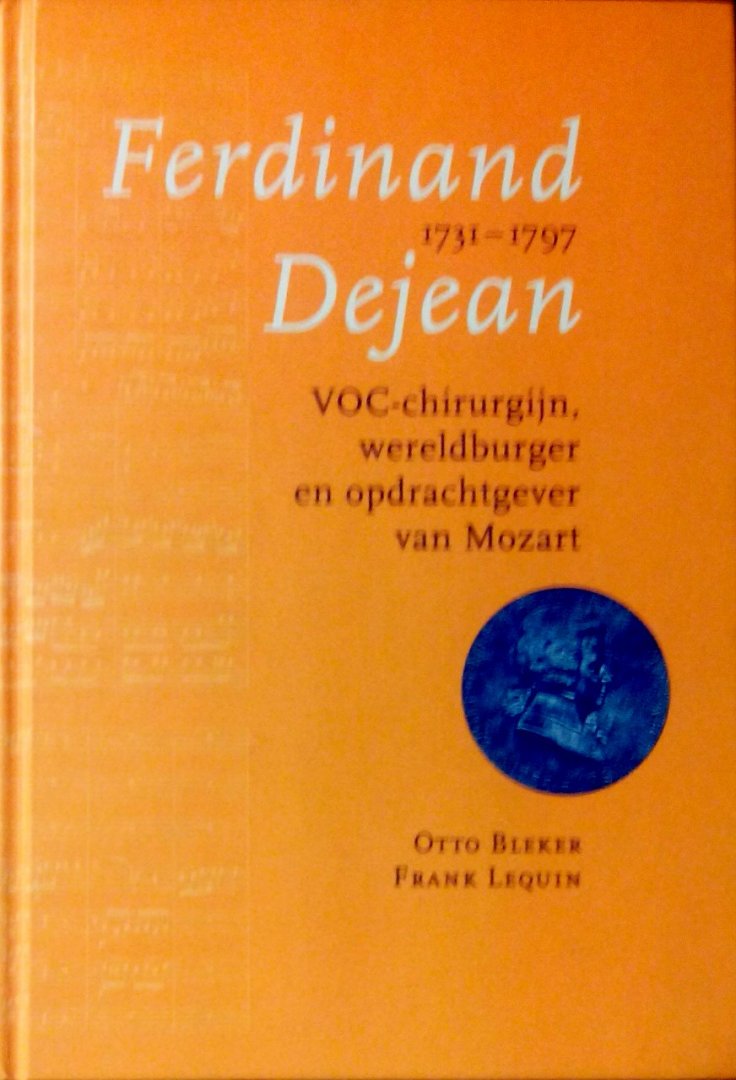 Ferdinand
1731–1797
Dejean
VOC-chirurgijn,
wereldburger
en opdrachtgever
van Mozart
Otto Bleker
Frank Lequin